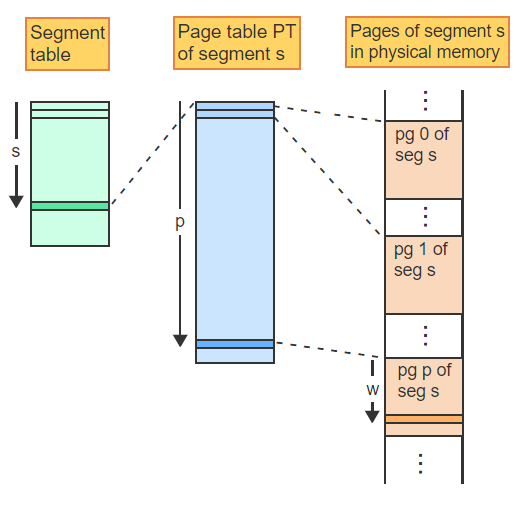 Segment
table
Page table PT
of segment s
Pages of segment s
in physical memory
s
p
pg 0 of
seg s
pg 1 of
seg s
pg p of
seg s
w